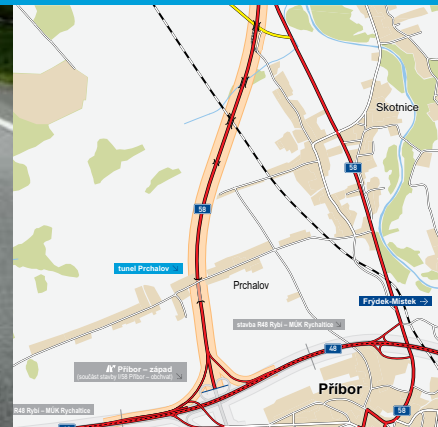 Skotnice
58
58
tunel Prchalov ↘
Prchalov
Frýdek-Místek →
stavba R48 Rybí – MÚK Rychaltice ↘
48
Příbor – západ
(součást stavby I/58 Příbor – obchvat) ↘
Příbor
R48 Rybí – MÚK Rychaltice
58